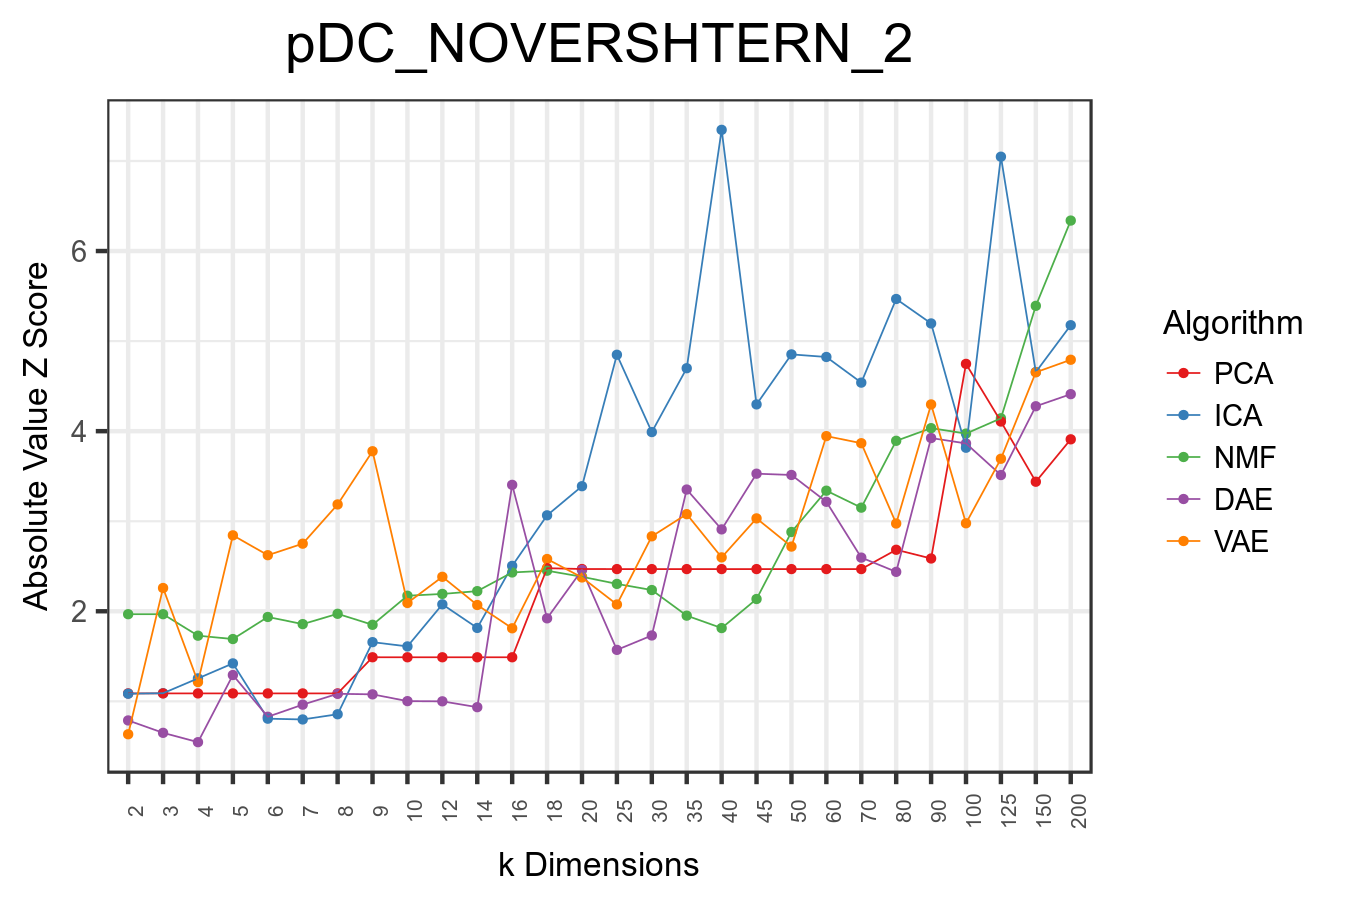 pDC_NOVERSHTERN_2
Absolute Value Z Score
6
4
2
2 3 4 5 6 7 8 9 10 12 14 16 18 20 25 30 35 40 45 50 60 70 80 90 100 125 150 200
k Dimensions
Algorithm
PCA
ICA
NMF
DAE
VAE